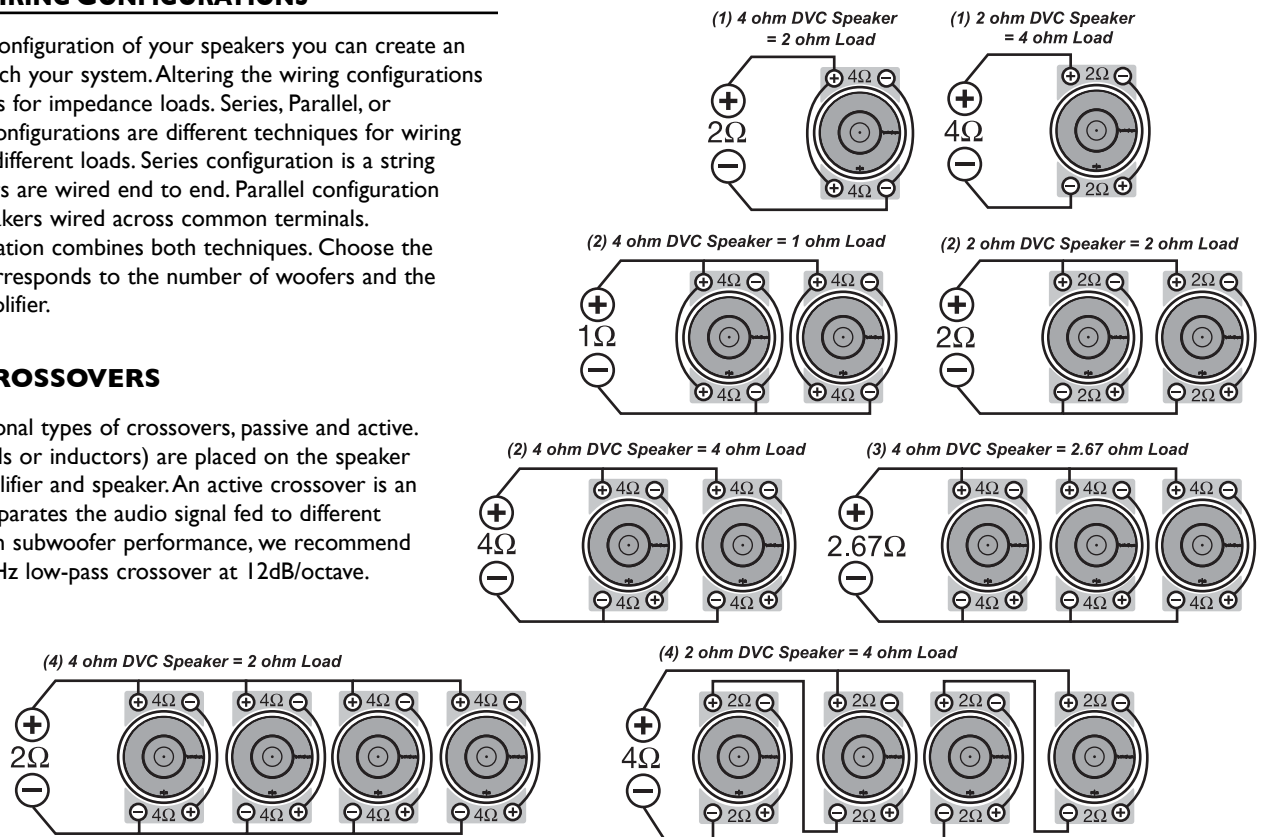 IRING CONFIGURATIONS
onfiguration of your speakers you can create an
ch your system. Altering the wiring configurations
s for impedance loads. Series, Parallel, or
onfigurations are different techniques for wiring
different loads. Series configuration is a string
s are wired end to end. Parallel configuration
akers wired across common terminals.
ation combines both techniques. Choose the
rresponds to the number of woofers and the
plifier.
ROSSOVERS
onal types of crossovers, passive and active.
ls or inductors) are placed on the speaker
lifier and speaker. An active crossover is an
parates the audio signal fed to different
n subwoofer performance, we recommend
Hz low-pass crossover at 12dB/octave.
(1) 4 ohm DVC Speaker
= 2 ohm Load
+ 4Ω −
+
2Ω
−
+ 4Ω −
(1) 2 ohm DVC Speaker
= 4 ohm Load
+ 2Ω −
+
4Ω
−
− 2Ω +
(2) 4 ohm DVC Speaker = 1 ohm Load
+ 4Ω − + 4Ω −
+
1Ω
−
+ 4Ω − + 4Ω −
(2) 2 ohm DVC Speaker = 2 ohm Load
+ 2Ω − + 2Ω −
+
2Ω
−
− 2Ω + − 2Ω +
(2) 4 ohm DVC Speaker = 4 ohm Load
+ 4Ω − + 4Ω −
+
4Ω
−
− 4Ω + − 4Ω +
(3) 4 ohm DVC Speaker = 2.67 ohm Load
+ 4Ω − + 4Ω − + 4Ω −
+
2.67Ω
−
− 4Ω + − 4Ω + − 4Ω +
(4) 4 ohm DVC Speaker = 2 ohm Load
+ 4Ω − + 4Ω − + 4Ω − + 4Ω −
+
2Ω
−
− 4Ω + − 4Ω + − 4Ω + − 4Ω +
(4) 2 ohm DVC Speaker = 4 ohm Load
+ 2Ω − + 2Ω − + 2Ω − + 2Ω −
+
4Ω
−
− 2Ω + − 2Ω + − 2Ω + − 2Ω +